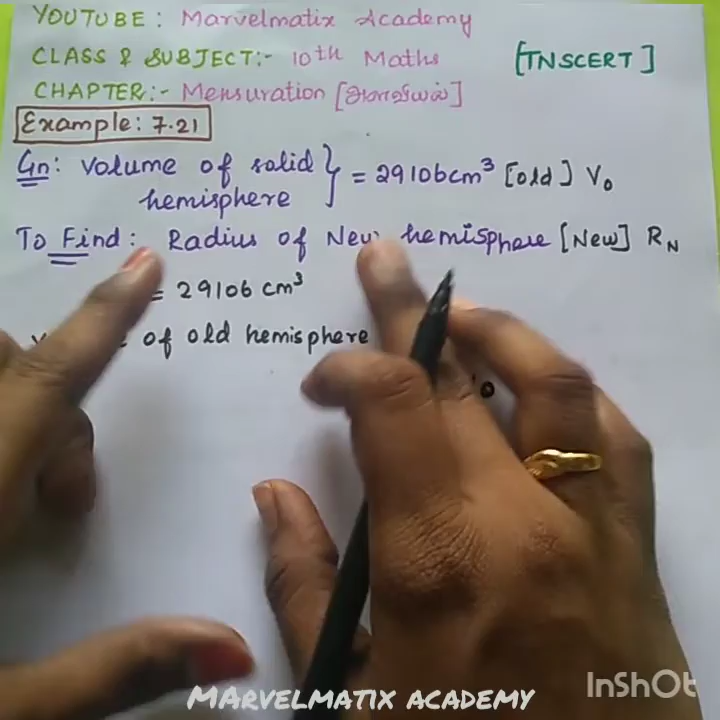 YOUTUBE: Marvelmatix Academy
CLASS & SUBJECT:- 10th Maths [TNSCERT]
CHAPTER:- Mensuration [அளவியல்]
Example: 7.21
Gn: Volume of solid hemisphere } = 29106cm³ [old] V₀
To Find: Radius of New hemisphere [New] R_N
= 29106 cm³
of old hemisphere
MARVELMATIX ACADEMY
InShOt